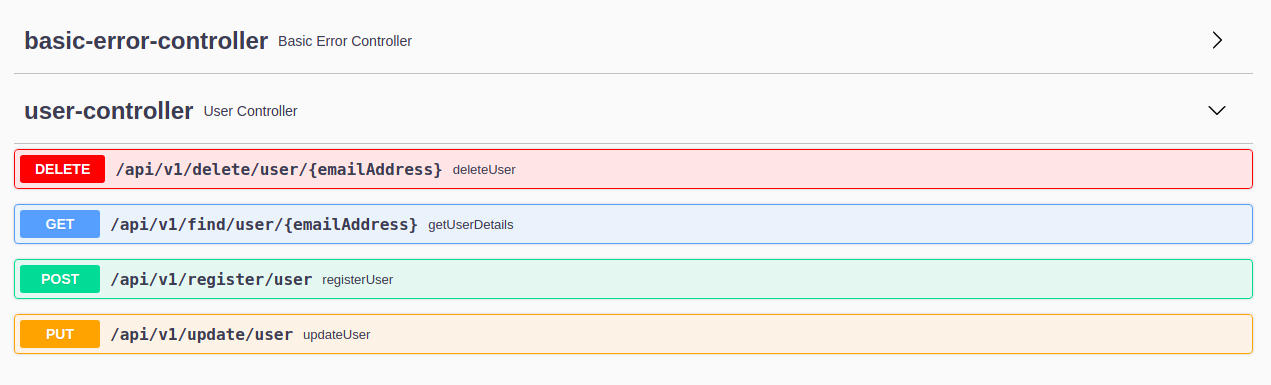 basic-error-controller Basic Error Controller
user-controller User Controller
DELETE /api/v1/delete/user/{emailAddress} deleteUser
GET /api/v1/find/user/{emailAddress} getUserDetails
POST /api/v1/register/user registerUser
PUT /api/v1/update/user updateUser